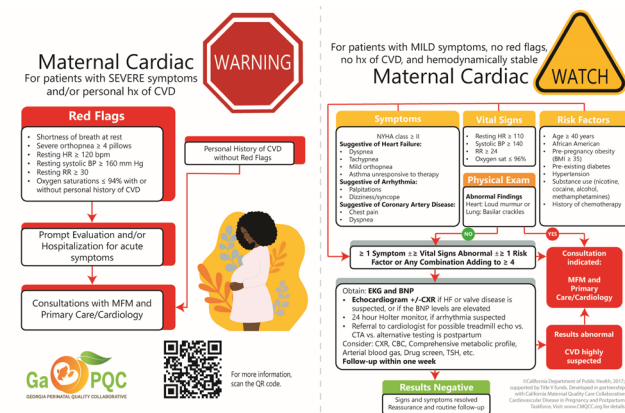 Maternal Cardiac
For patients with SEVERE symptoms
and/or personal hx of CVD
WARNING
Red Flags
• Shortness of breath at rest
• Severe orthopnea ≥ 4 pillows
• Resting HR ≥ 120 bpm
• Resting systolic BP ≥ 160 mm Hg
• Resting RR ≥ 30
• Oxygen saturations ≤ 94% with or
without personal history of CVD
Personal History of CVD
without Red Flags
Prompt Evaluation and/or
Hospitalization for acute
symptoms
Consultations with MFM and
Primary Care/Cardiology
GaPQC
GEORGIA PERINATAL QUALITY COLLABORATIVE
For more information,
scan the QR code.
For patients with MILD symptoms, no red flags,
no hx of CVD, and hemodynamically stable
Maternal Cardiac
WATCH
Symptoms
NYHA class ≥ II
Suggestive of Heart Failure:
• Dyspnea
• Tachypnea
• Mild orthopnea
• Asthma unresponsive to therapy
Suggestive of Arrhythmia:
• Palpitations
• Dizziness/syncope
Suggestive of Coronary Artery Disease:
• Chest pain
• Dyspnea
Vital Signs
• Resting HR ≥ 110
• Systolic BP ≥ 140
• RR ≥ 24
• Oxygen sat ≤ 96%
Physical Exam
Abnormal Findings
Heart: Loud murmur or
Lung: Basilar crackles
Risk Factors
• Age ≥ 40 years
• African American
• Pre-pregnancy obesity
(BMI ≥ 35)
• Pre-existing diabetes
• Hypertension
• Substance use (nicotine,
cocaine, alcohol,
methamphetamines)
• History of chemotherapy
NO
YES
≥ 1 Symptom ±≥ Vital Signs Abnormal ±≥ 1 Risk
Factor or Any Combination Adding to ≥ 4
Consultation
indicated:
MFM and
Primary
Care/Cardiology
Obtain: EKG and BNP
• Echocardiogram +/-CXR if HF or valve disease is
suspected, or if the BNP levels are elevated
• 24 hour Holter monitor, if arrhythmia suspected
• Referral to cardiologist for possible treadmill echo vs.
CTA vs. alternative testing is postpartum
Consider: CXR, CBC, Comprehensive metabolic profile,
Arterial blood gas, Drug screen, TSH, etc.
Follow-up within one week
Results abnormal
CVD highly
suspected
Results Negative
Signs and symptoms resolved
Reassurance and routine follow-up
©California Department of Public Health, 2017;
supported by Title V funds. Developed in partnership
with California Maternal Quality Care Collaborative
Cardiovascular Disease in Pregnancy and Postpartum
Taskforce. Visit: www.CMQCC.org for details